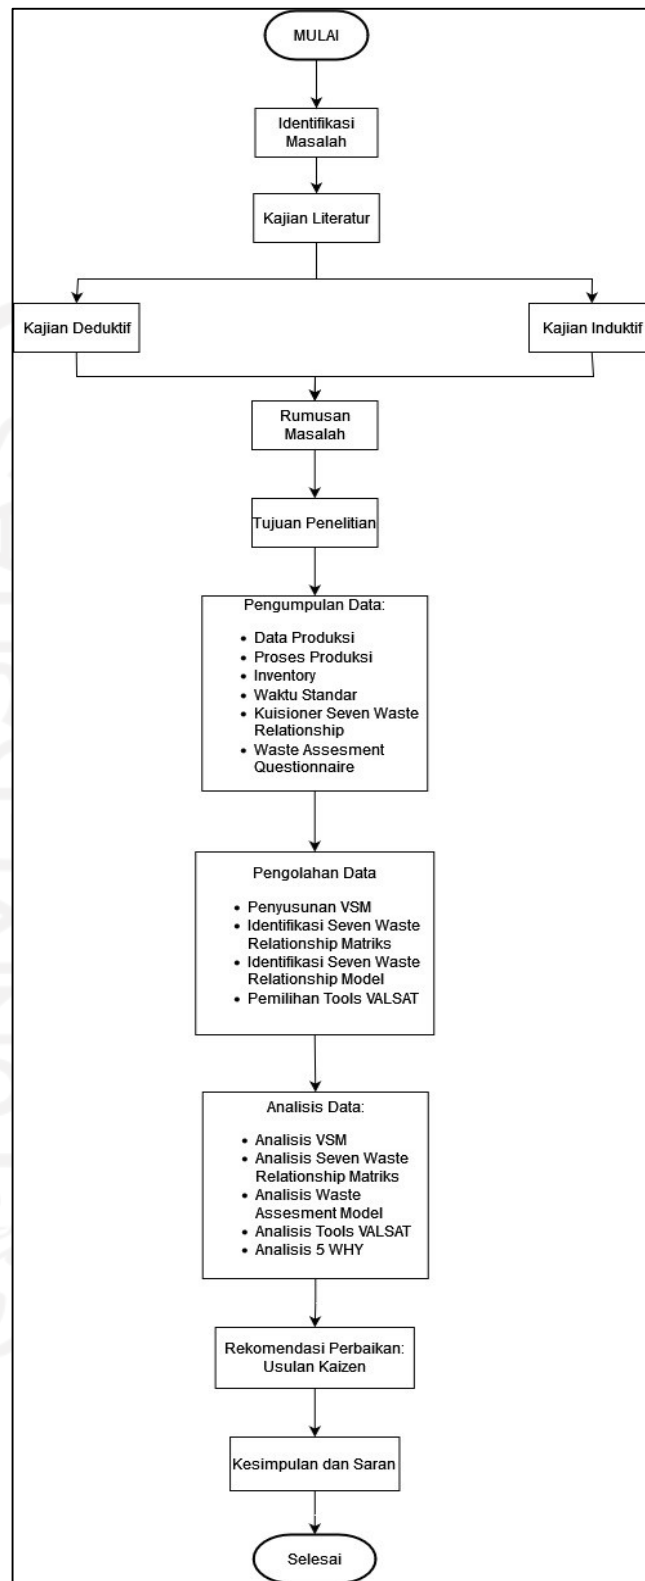 MULAI
Identifikasi
Masalah
Kajian Literatur
Kajian Deduktif
Kajian Induktif
Rumusan
Masalah
Tujuan Penelitian
Pengumpulan Data:
• Data Produksi
• Proses Produksi
• Inventory
• Waktu Standar
• Kuisioner Seven Waste
Relationship
• Waste Assesment
Questionnaire
Pengolahan Data
• Penyusunan VSM
• Identifikasi Seven Waste
Relationship Matriks
• Identifikasi Seven Waste
Relationship Model
• Pemilihan Tools VALSAT
Analisis Data:
• Analisis VSM
• Analisis Seven Waste
Relationship Matriks
• Analisis Waste
Assesment Model
• Analisis Tools VALSAT
• Analisis 5 WHY
Rekomendasi Perbaikan:
Usulan Kaizen
Kesimpulan dan Saran
Selesai